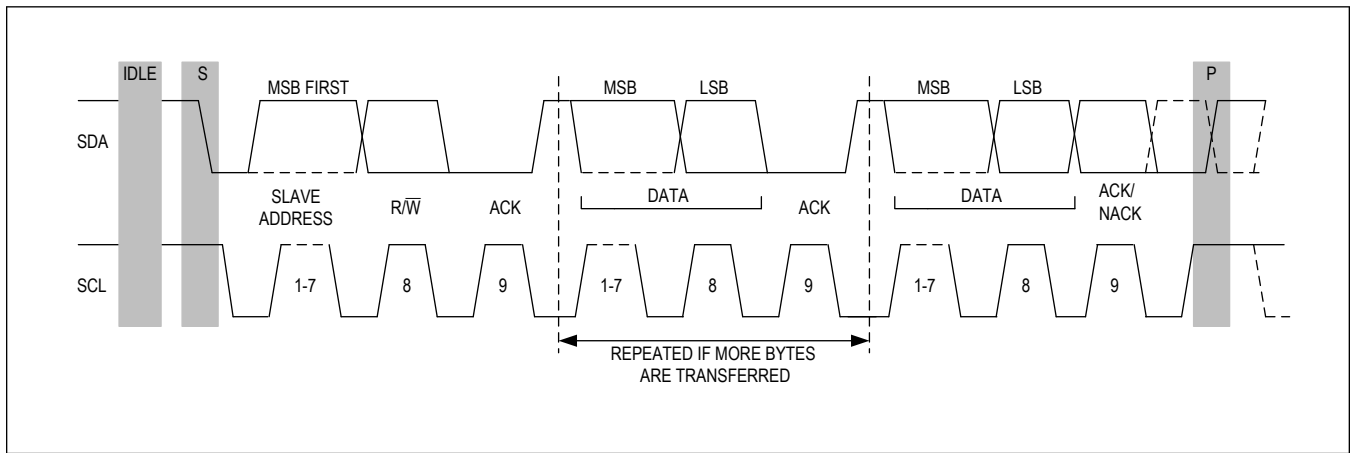 IDLE S P
MSB FIRST MSB LSB MSB LSB
SDA
SLAVE
ADDRESS
R/W̅ ACK DATA ACK DATA
ACK/
NACK
SCL 1-7 8 9 1-7 8 9 1-7 8 9
REPEATED IF MORE BYTES
ARE TRANSFERRED